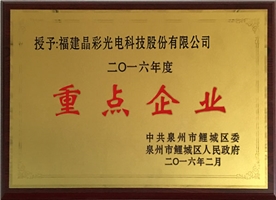 授予:福建晶彩光电科技股份有限公司
二〇一六年度
重点企业
中共泉州市鲤城区委
泉州市鲤城区人民政府
二〇一六年二月